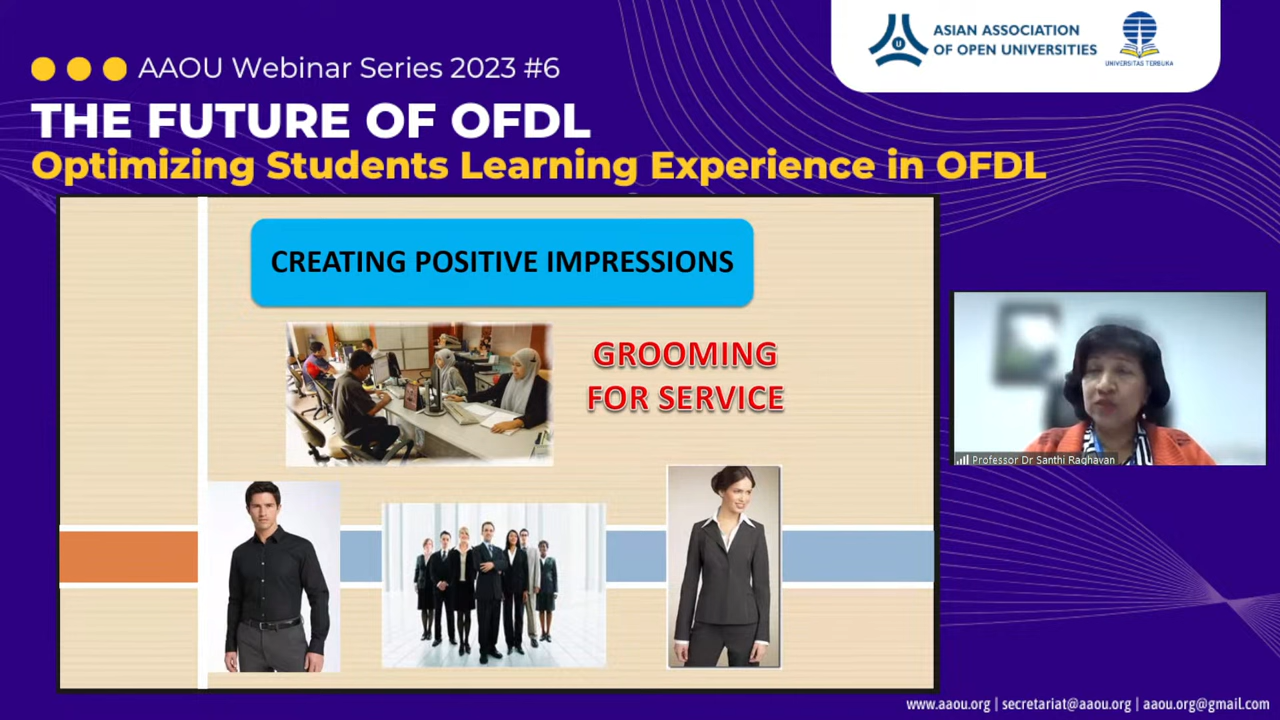 ASIAN ASSOCIATION
OF OPEN UNIVERSITIES
U
UNIVERSITAS TERBUKA
AAOU Webinar Series 2023 #6
THE FUTURE OF OFDL
Optimizing Students Learning Experience in OFDL
CREATING POSITIVE IMPRESSIONS
GROOMING
FOR SERVICE
Professor Dr Santhi Raghavan
www.aaou.org | secretariat@aaou.org | aaou.org@gmail.com